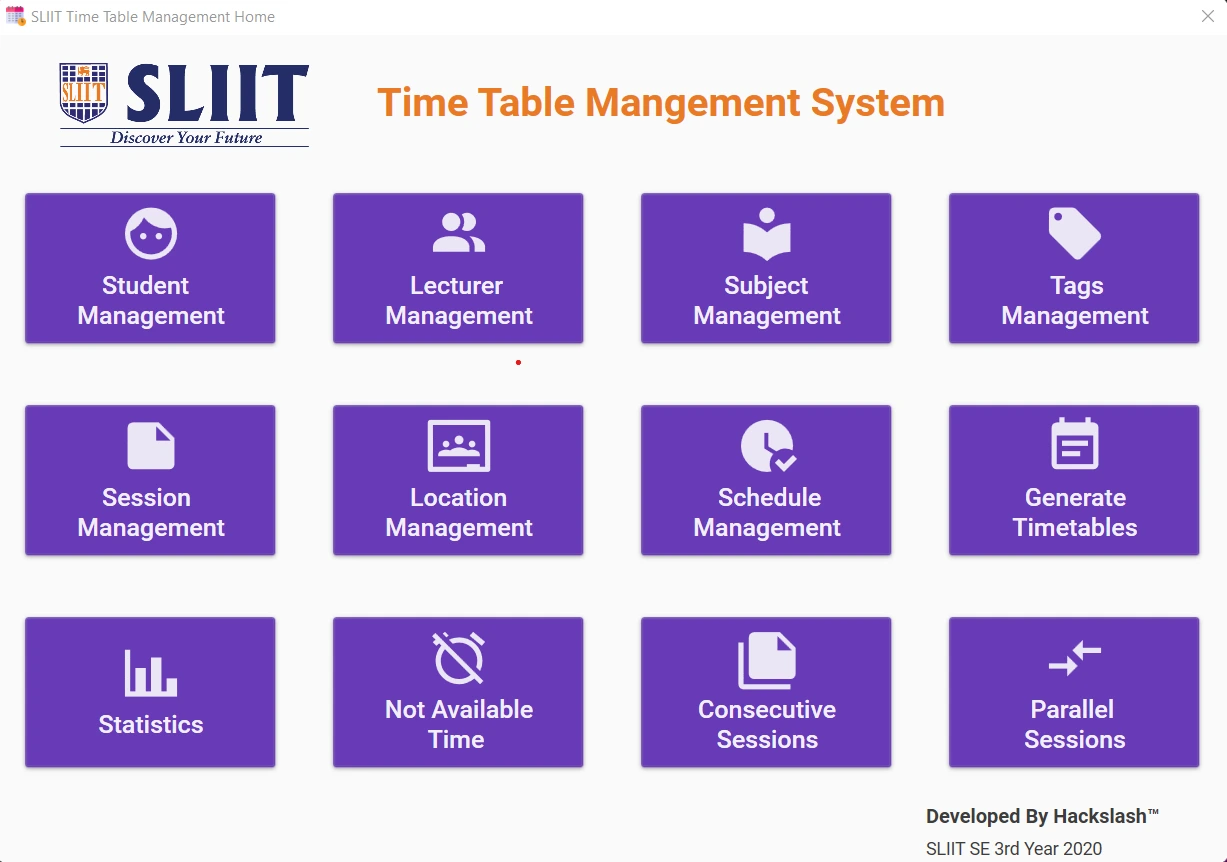 SLIIT Time Table Management Home
SLIIT
SLIIT
Discover Your Future
Time Table Mangement System
Student
Management
Lecturer
Management
Subject
Management
Tags
Management
Session
Management
Location
Management
Schedule
Management
Generate
Timetables
Statistics
Not Available
Time
Consecutive
Sessions
Parallel
Sessions
Developed By Hackslash™
SLIIT SE 3rd Year 2020